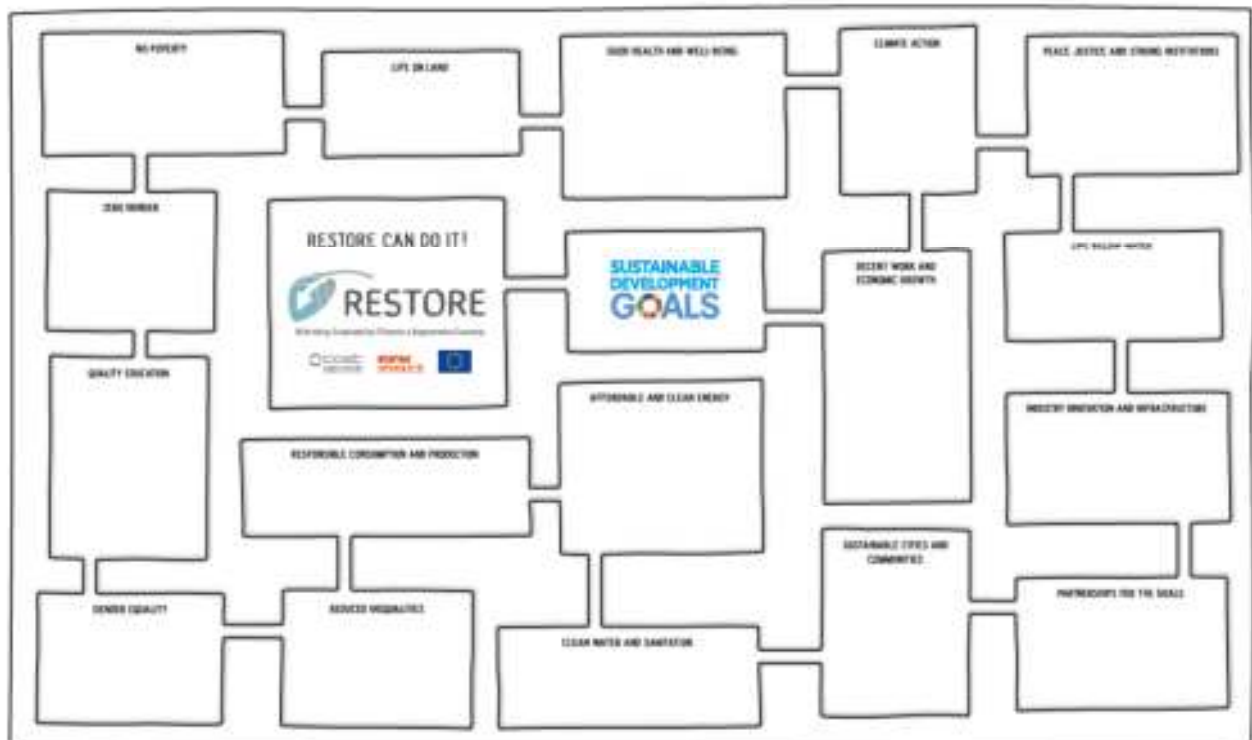 NO POVERTY
LIFE ON LAND
GOOD HEALTH AND WELL-BEING
CLIMATE ACTION
PEACE, JUSTICE AND STRONG INSTITUTIONS
ZERO HUNGER
RESTORE CAN DO IT!
RESTORE
SUSTAINABLE
DEVELOPMENT
GOALS
DECENT WORK AND
ECONOMIC GROWTH
LIFE BELOW WATER
QUALITY EDUCATION
AFFORDABLE AND CLEAN ENERGY
INDUSTRY INNOVATION AND INFRASTRUCTURE
RESPONSIBLE CONSUMPTION AND PRODUCTION
SUSTAINABLE CITIES AND
COMMUNITIES
GENDER EQUALITY
REDUCED INEQUALITIES
CLEAN WATER AND SANITATION
PARTNERSHIPS FOR THE GOALS